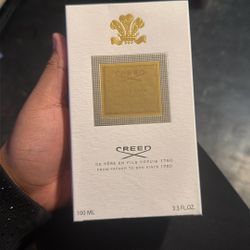 CREED
DE PÈRE EN FILS DEPUIS 1760
FROM FATHER TO SON SINCE 1760
100 ML 3.3 FL.OZ.